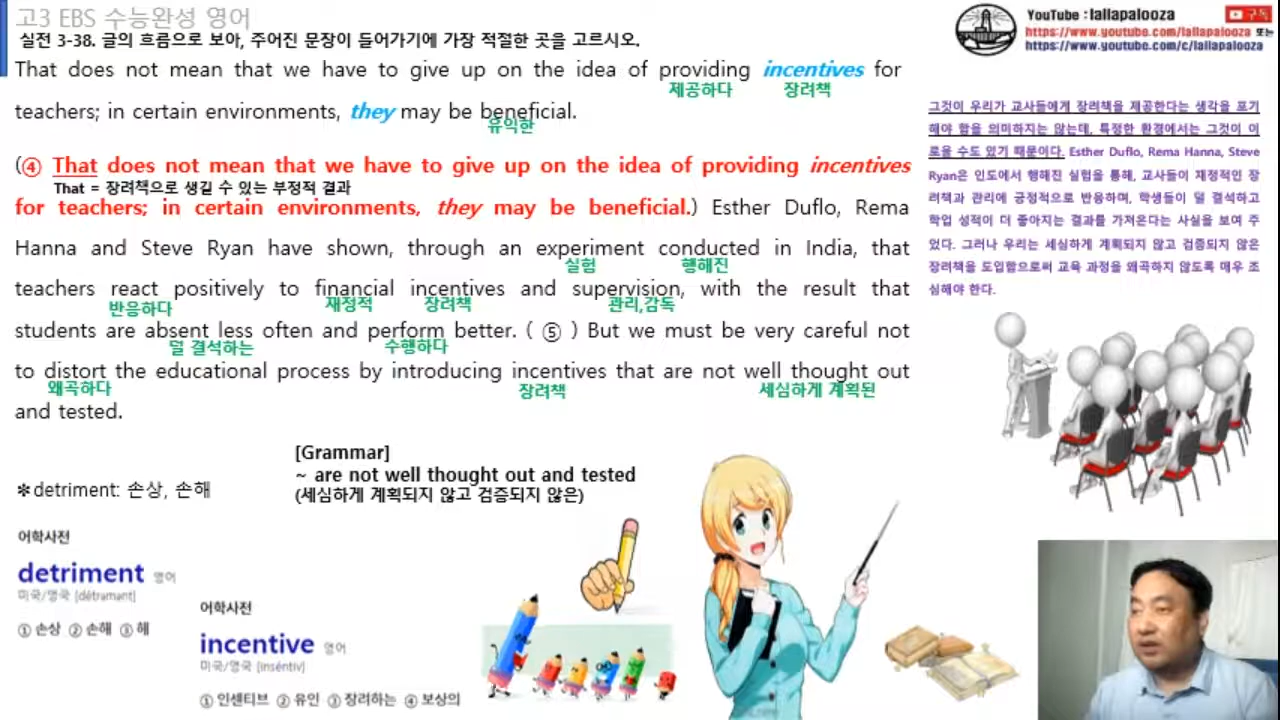 고3 EBS 수능완성 영어
실전 3-38. 글의 흐름으로 보아, 주어진 문장이 들어가기에 가장 적절한 곳을 고르시오.
That does not mean that we have to give up on the idea of providing incentives for
제공하다 장려책
teachers; in certain environments, they may be beneficial.
유익한
(④ That does not mean that we have to give up on the idea of providing incentives
That = 장려책으로 생길 수 있는 부정적 결과
for teachers; in certain environments, they may be beneficial.) Esther Duflo, Rema
Hanna and Steve Ryan have shown, through an experiment conducted in India, that
실험 행해진
teachers react positively to financial incentives and supervision, with the result that
반응하다 재정적 장려책 관리,감독
students are absent less often and perform better. ( ⑤ ) But we must be very careful not
덜 결석하는 수행하다
to distort the educational process by introducing incentives that are not well thought out
왜곡하다 장려책 세심하게 계획된
and tested.
[Grammar]
~ are not well thought out and tested
(세심하게 계획되지 않고 검증되지 않은)
*detriment: 손상, 손해
어학사전
detriment 영어
미국/영국 [détrəmənt]
① 손상 ② 손해 ③ 해
어학사전
incentive 영어
미국/영국 [inséntiv]
① 인센티브 ② 유인 ③ 장려하는 ④ 보상의
YouTube : lallapalooza 구독
https://www.youtube.com/lallapalooza 또는
https://www.youtube.com/c/lallapalooza
그것이 우리가 교사들에게 장려책을 제공한다는 생각을 포기
해야 함을 의미하지는 않는데, 특정한 환경에서는 그것이 이
로울 수도 있기 때문이다. Esther Duflo, Rema Hanna, Steve
Ryan은 인도에서 행해진 실험을 통해, 교사들이 재정적인 장
려책과 관리에 긍정적으로 반응하며, 학생들이 덜 결석하고
학업 성적이 더 좋아지는 결과를 가져온다는 사실을 보여 주
었다. 그러나 우리는 세심하게 계획되지 않고 검증되지 않은
장려책을 도입함으로써 교육 과정을 왜곡하지 않도록 매우 조
심해야 한다.